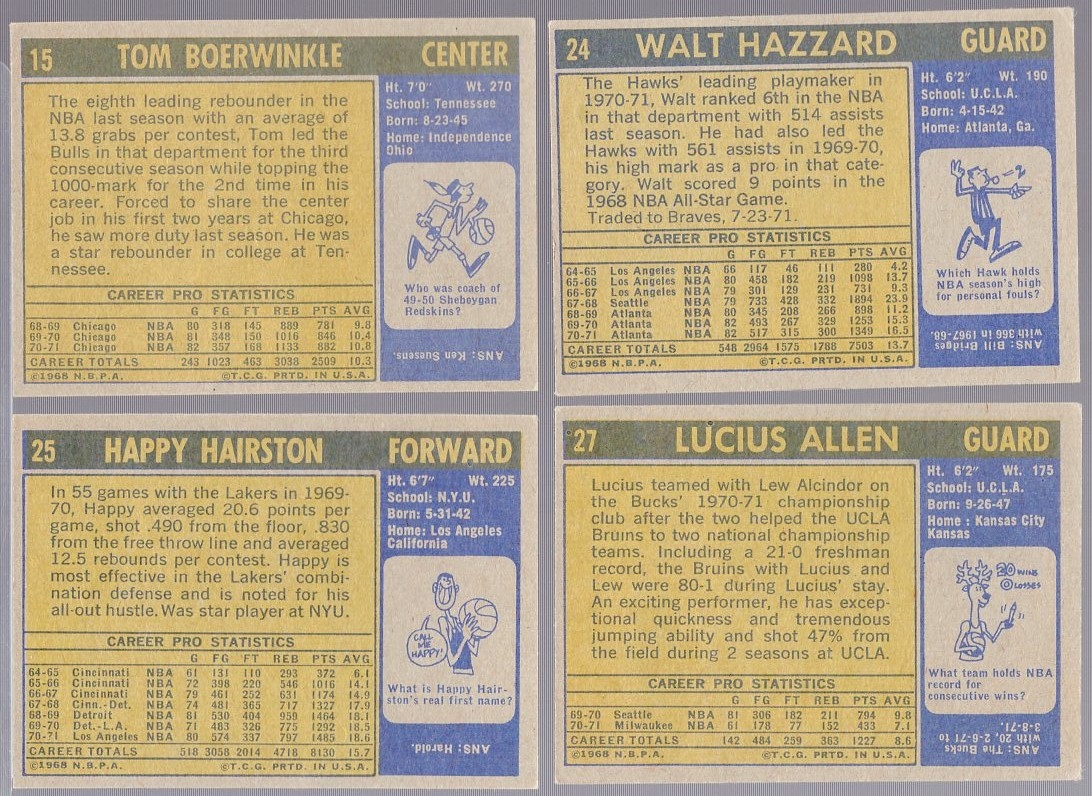 15 TOM BOERWINKLE CENTER
The eighth leading rebounder in the
NBA last season with an average of
13.8 grabs per contest, Tom led the
Bulls in that department for the third
consecutive season while topping the
1000-mark for the 2nd time in his
career. Forced to share the center
job in his first two years at Chicago,
he saw more duty last season. He was
a star rebounder in college at Ten-
nessee.
Ht. 7'0" Wt. 270
School: Tennessee
Born: 8-23-45
Home: Independence
Ohio
Who was coach of
49-50 Sheboygan
Redskins?
ANS: Ken Suesens.
CAREER PRO STATISTICS
G FG FT REB PTS AVG
68-69 Chicago NBA 80 318 145 889 781 9.8
69-70 Chicago NBA 81 348 150 1016 846 10.4
70-71 Chicago NBA 82 357 168 1133 882 10.8
CAREER TOTALS 243 1023 463 3038 2509 10.3
©1968 N.B.P.A. ©T.C.G. PRTD. IN U.S.A.
24 WALT HAZZARD GUARD
The Hawks' leading playmaker in
1970-71, Walt ranked 6th in the NBA
in that department with 514 assists
last season. He had also led the
Hawks with 561 assists in 1969-70,
his high mark as a pro in that cate-
gory. Walt scored 9 points in the
1968 NBA All-Star Game.
Traded to Braves, 7-23-71.
Ht. 6'2" Wt. 190
School: U.C.L.A.
Born: 4-15-42
Home: Atlanta, Ga.
Which Hawk holds
NBA season's high
for personal fouls?
ANS: Bill Bridges
with 366 in 1967-68.
CAREER PRO STATISTICS
G FG FT REB PTS AVG
64-65 Los Angeles NBA 66 117 46 111 280 4.2
65-66 Los Angeles NBA 80 458 182 219 1098 13.7
66-67 Los Angeles NBA 79 301 129 231 731 9.3
67-68 Seattle NBA 79 733 428 332 1894 23.9
68-69 Atlanta NBA 80 345 208 266 898 11.2
69-70 Atlanta NBA 82 493 267 329 1253 15.3
70-71 Atlanta NBA 82 517 315 300 1349 16.5
CAREER TOTALS 548 2964 1575 1788 7503 13.7
©1968 N.B.P.A. ©T.C.G. PRTD. IN U.S.A.
25 HAPPY HAIRSTON FORWARD
In 55 games with the Lakers in 1969-
70, Happy averaged 20.6 points per
game, shot .490 from the floor, .830
from the free throw line and averaged
12.5 rebounds per contest. Happy is
most effective in the Lakers' combi-
nation defense and is noted for his
all-out hustle. Was star player at NYU.
Ht. 6'7" Wt. 225
School: N.Y.U.
Born: 5-31-42
Home: Los Angeles
California
CALL
ME
HAPPY!
What is Happy Hair-
ston's real first name?
ANS: Harold.
CAREER PRO STATISTICS
G FG FT REB PTS AVG
64-65 Cincinnati NBA 61 131 110 293 372 6.1
65-66 Cincinnati NBA 72 398 220 546 1016 14.1
66-67 Cincinnati NBA 79 461 252 631 1174 14.9
67-68 Cinn.-Det. NBA 74 481 365 717 1327 17.9
68-69 Detroit NBA 81 530 404 959 1464 18.1
69-70 Det.-L.A. NBA 71 483 326 775 1292 18.5
70-71 Los Angeles NBA 80 574 337 797 1485 18.6
CAREER TOTALS 518 3058 2014 4718 8130 15.7
©1968 N.B.P.A. ©T.C.G. PRTD. IN U.S.A.
27 LUCIUS ALLEN GUARD
Lucius teamed with Lew Alcindor on
the Bucks' 1970-71 championship
club after the two helped the UCLA
Bruins to two national championship
teams. Including a 21-0 freshman
record, the Bruins with Lucius and
Lew were 80-1 during Lucius' stay.
An exciting performer, he has excep-
tional quickness and tremendous
jumping ability and shot 47% from
the field during 2 seasons at UCLA.
Ht. 6'2" Wt. 175
School: U.C.L.A.
Born: 9-26-47
Home : Kansas City
Kansas
20 WINS
0 LOSSES
What team holds NBA
record for
consecutive wins?
ANS: The Bucks
with 20, 2-6-71 to
3-8-71.
CAREER PRO STATISTICS
G FG FT REB PTS AVG
69-70 Seattle NBA 81 306 182 211 794 9.8
70-71 Milwaukee NBA 61 178 77 152 433 7.1
CAREER TOTALS 142 484 259 363 1227 8.6
©1968 N.B.P.A. ©T.C.G. PRTD. IN U.S.A.